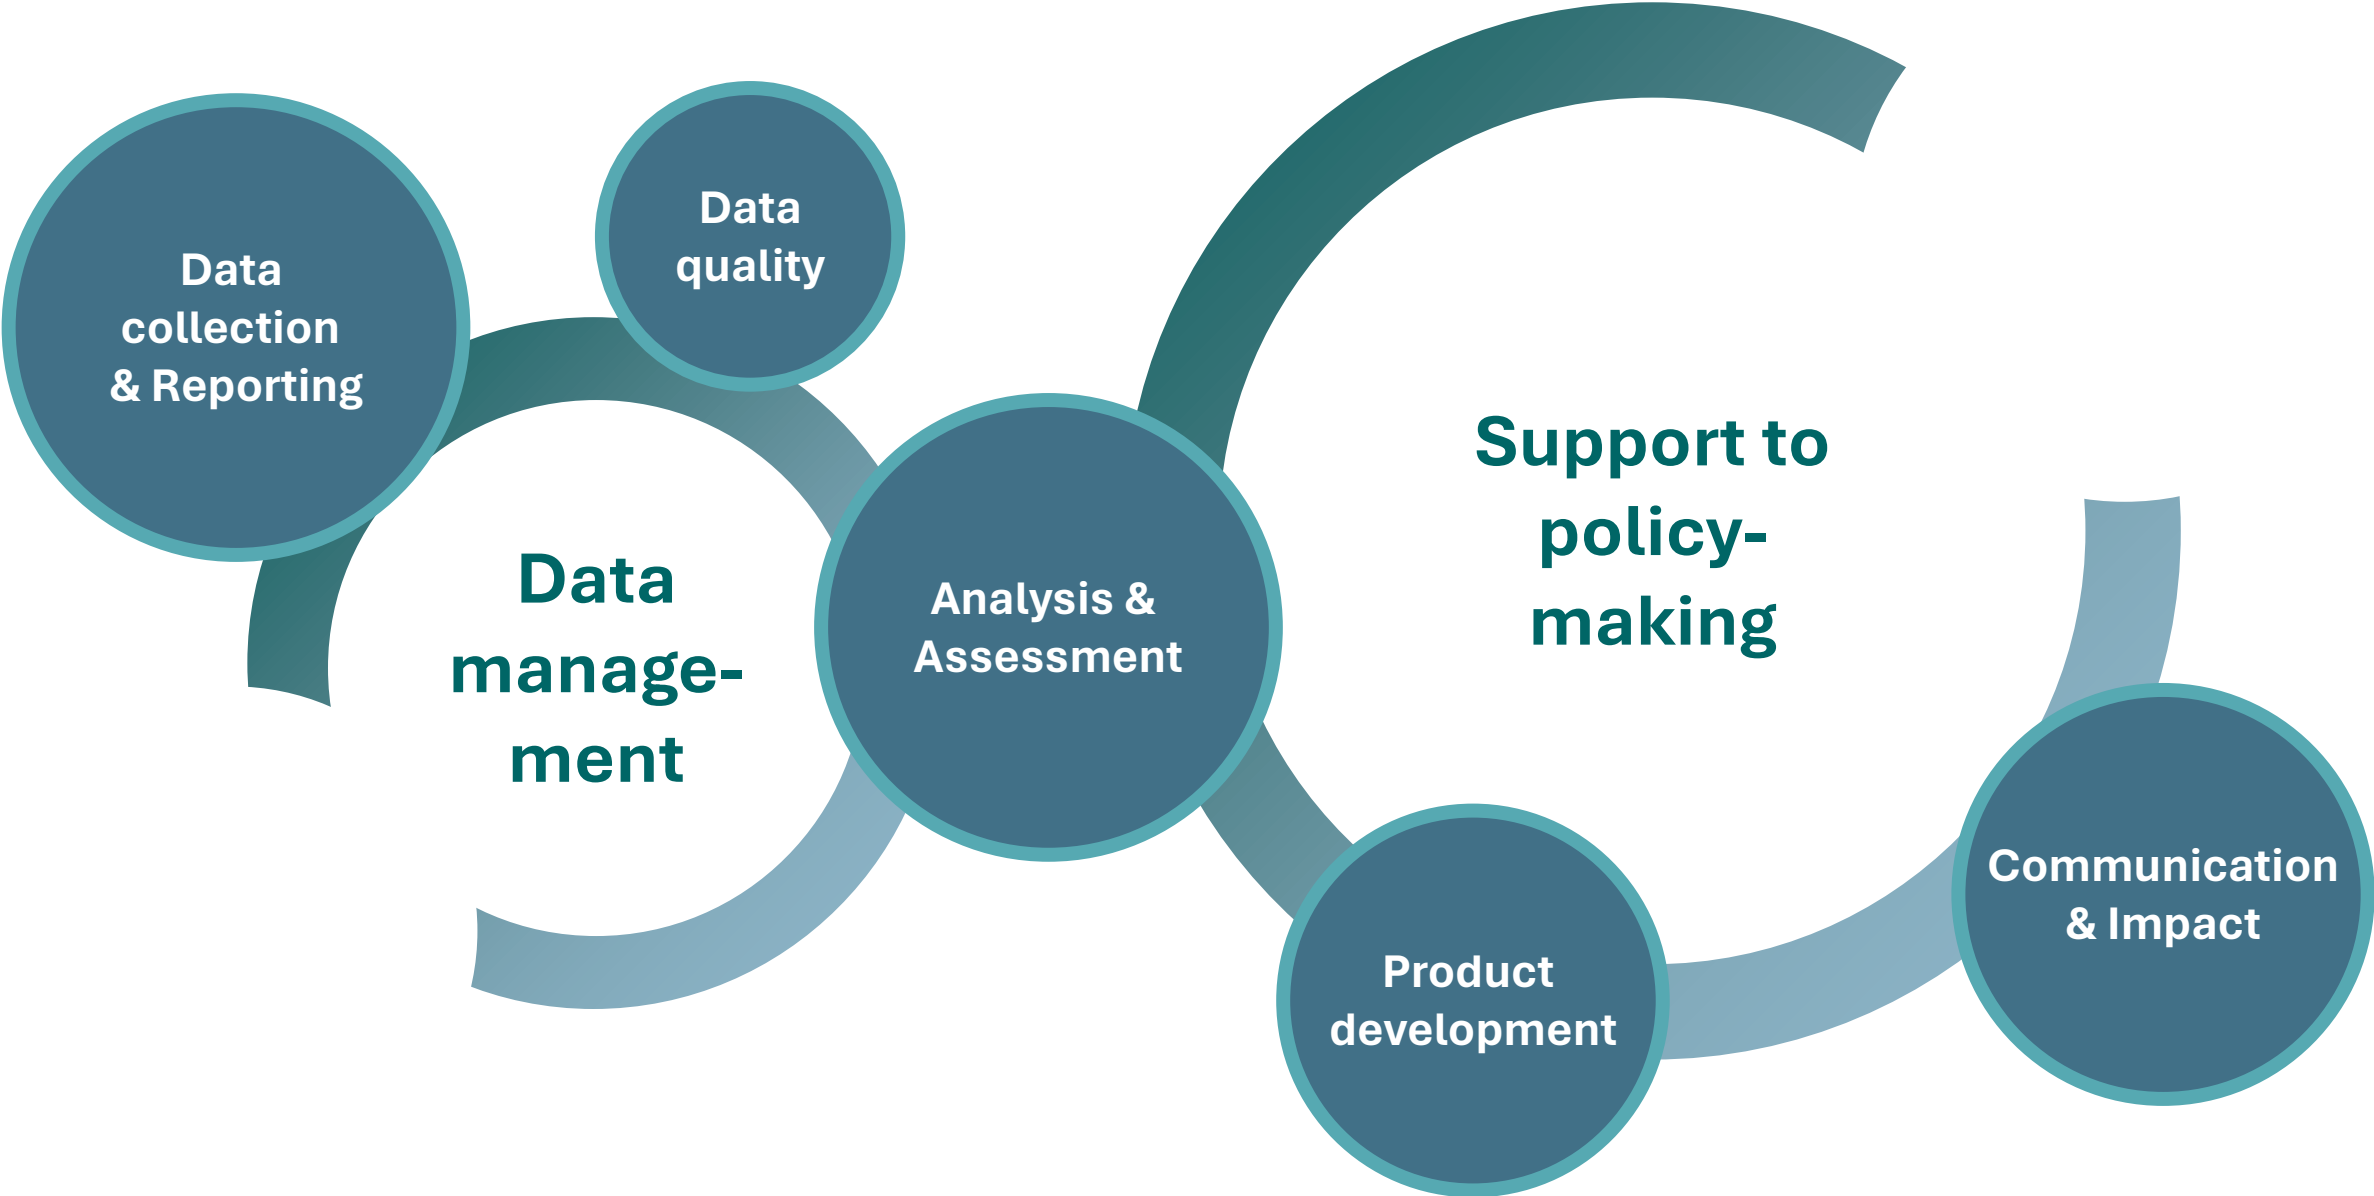 Data
collection
& Reporting
Data
quality
Data
manage-
ment
Analysis &
Assessment
Support to
policy-
making
Product
development
Communication
& Impact